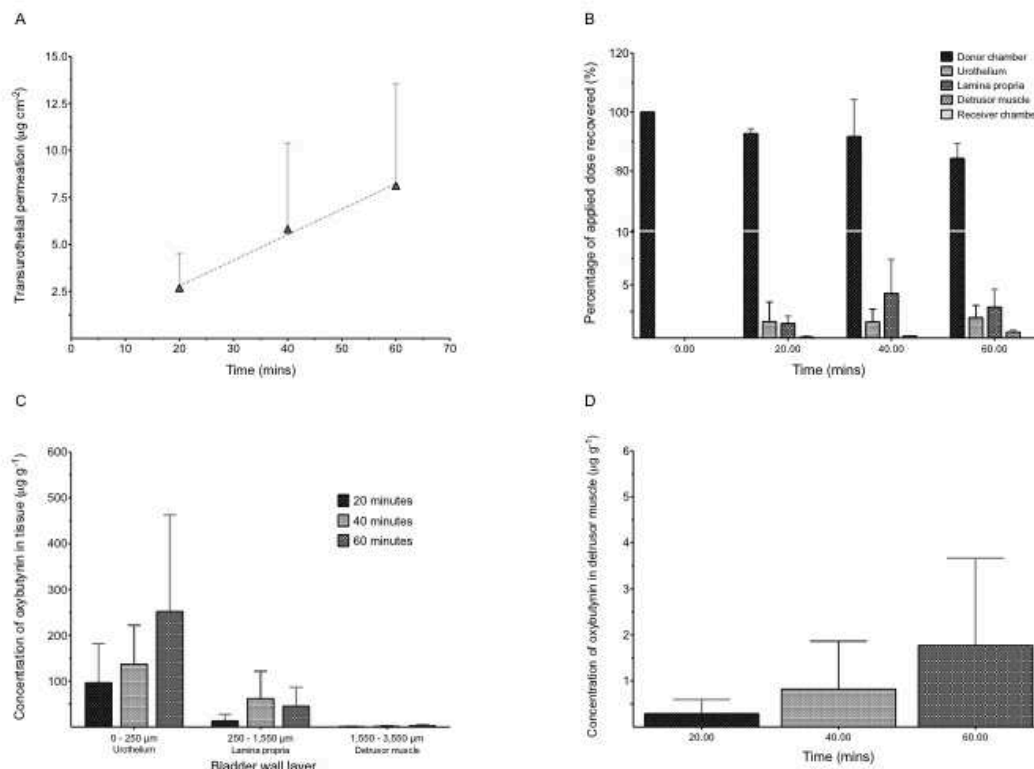 A
Transurothelial permeation (µg cm⁻²)
15.0
12.5
10.0
7.5
5.0
2.5
0 10 20 30 40 50 60 70
Time (mins)
B
Percentage of applied dose recovered (%)
120
100
80
10
5
Donor chamber
Urothelium
Lamina propria
Detrusor muscle
Receiver chambe
0.00 20.00 40.00 60.00
Time (mins)
C
Concentration of oxybutynin in tissue (µg g⁻¹)
600
500
400
300
200
100
20 minutes
40 minutes
60 minutes
0 - 250 µm 250 - 1,550 µm 1,550 - 3,550 µm
Urothelium Lamina propria Detrusor muscle
Bladder wall layer
D
Concentration of oxybutynin in detrusor muscle (µg g⁻¹)
6
5
4
3
2
1
20.00 40.00 60.00
Time (mins)